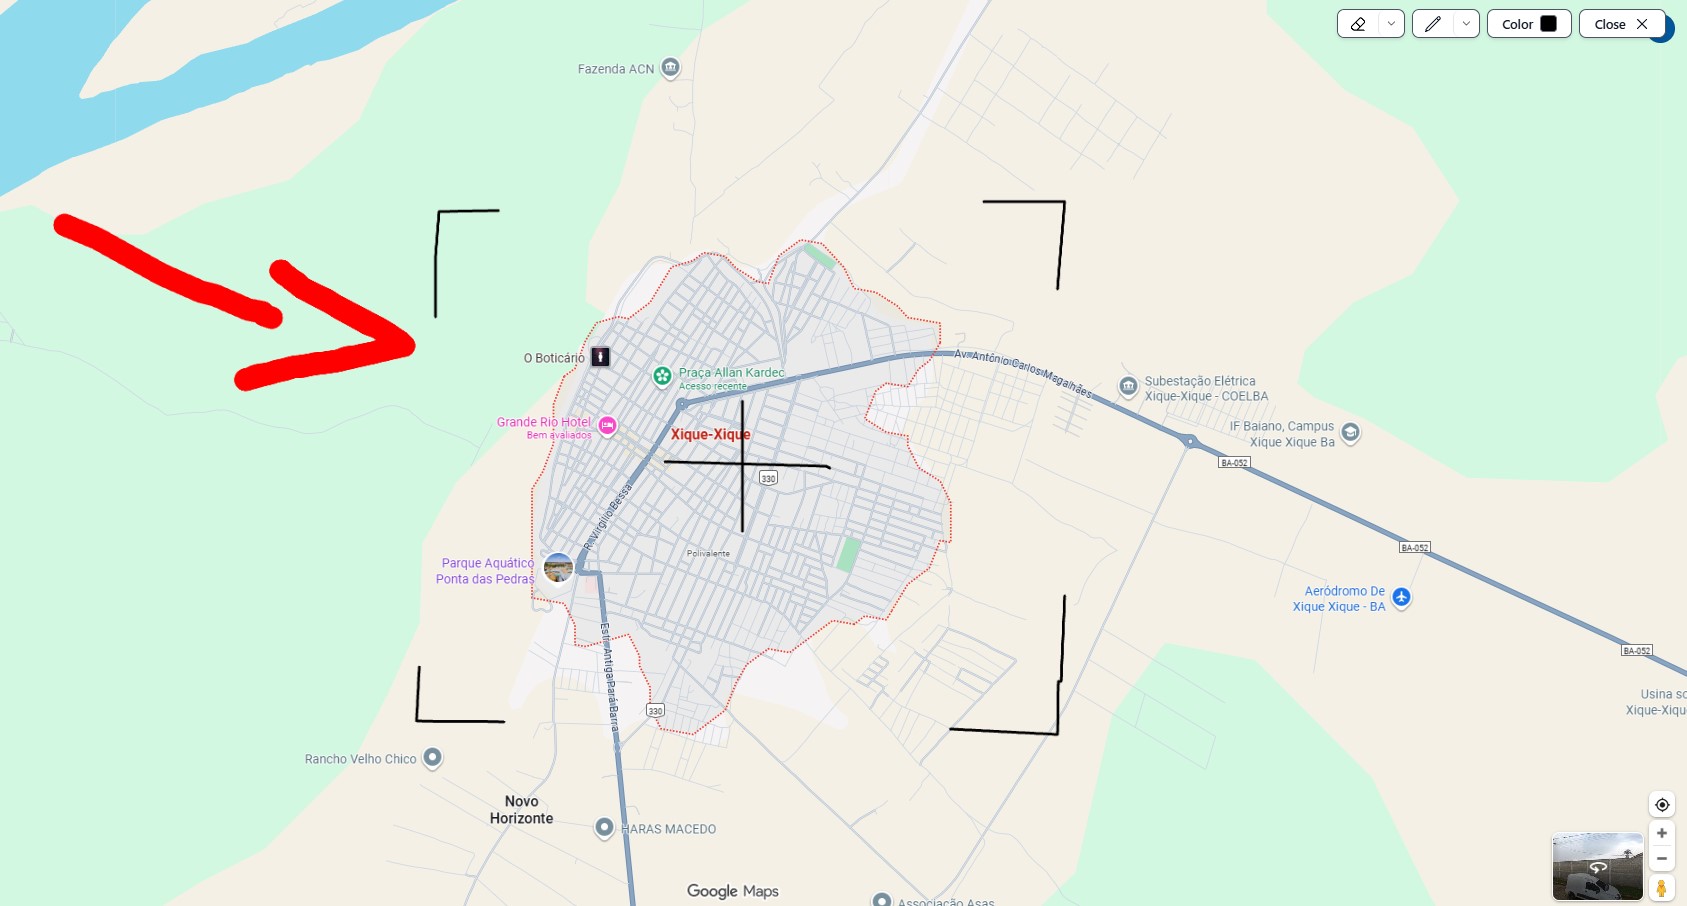 Color
Close
Fazenda ACN
O Boticário
Praça Allan Kardec
Acesso recente
Av. Antônio Carlos Magalhães
Subestação Elétrica
Xique-Xique - COELBA
Grande Rio Hotel
Bem avaliados
Xique-Xique
IF Baiano, Campus
Xique Xique Ba
BA-052
330
R. Virgílio Bessa
BA-052
Polivalente
Parque Aquático
Ponta das Pedras
Aeródromo De
Xique Xique - BA
Estr. Antiga Para Barra
BA-052
Usina so
Xique-Xiqu
330
Rancho Velho Chico
Novo
Horizonte
HARAS MACEDO
Google Maps
Associação Asas